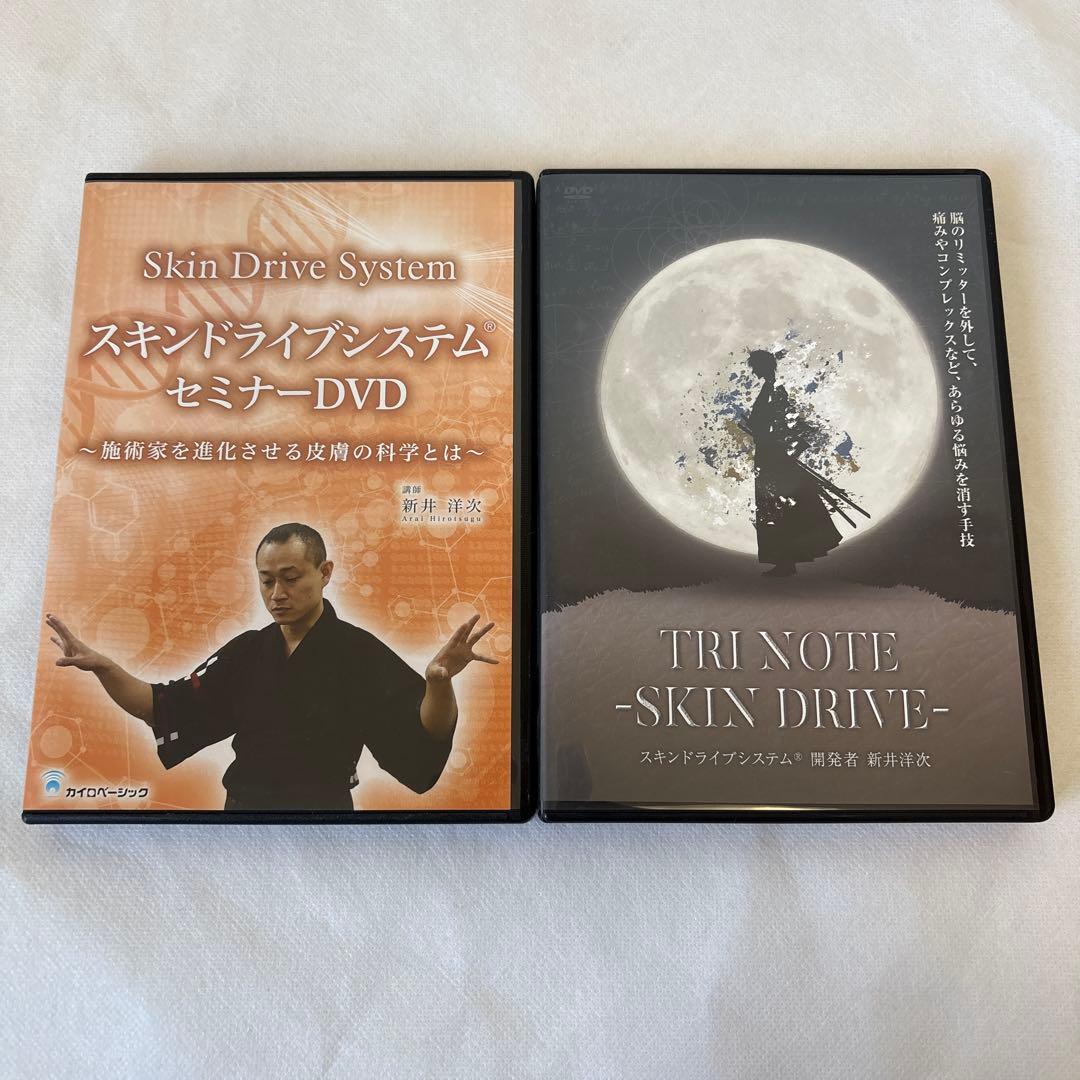 Skin Drive System
スキンドライブシステム®
セミナーDVD
～施術家を進化させる皮膚の科学とは～
講師
新井 洋次
Arai Hirotsugu
カイロベーシック
DVD
脳のリミッターを外して、
痛みやコンプレックスなど、あらゆる悩みを消す手技
TRI NOTE
-SKIN DRIVE-
スキンドライブシステム® 開発者 新井洋次